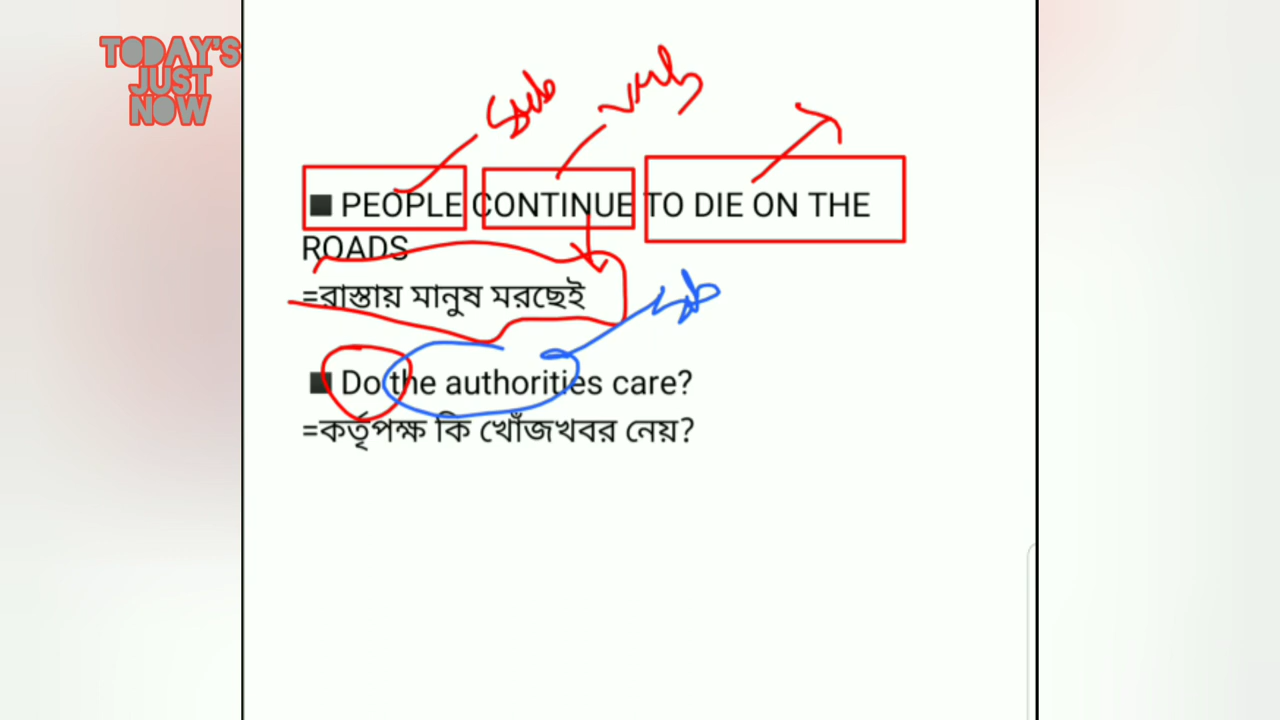 TODAY'S
JUST
NOW
Sub
verb
■ PEOPLE CONTINUE TO DIE ON THE
ROADS
=রাস্তায় মানুষ মরছেই
Sub
■ Do the authorities care?
=কর্তৃপক্ষ কি খোঁজখবর নেয়?